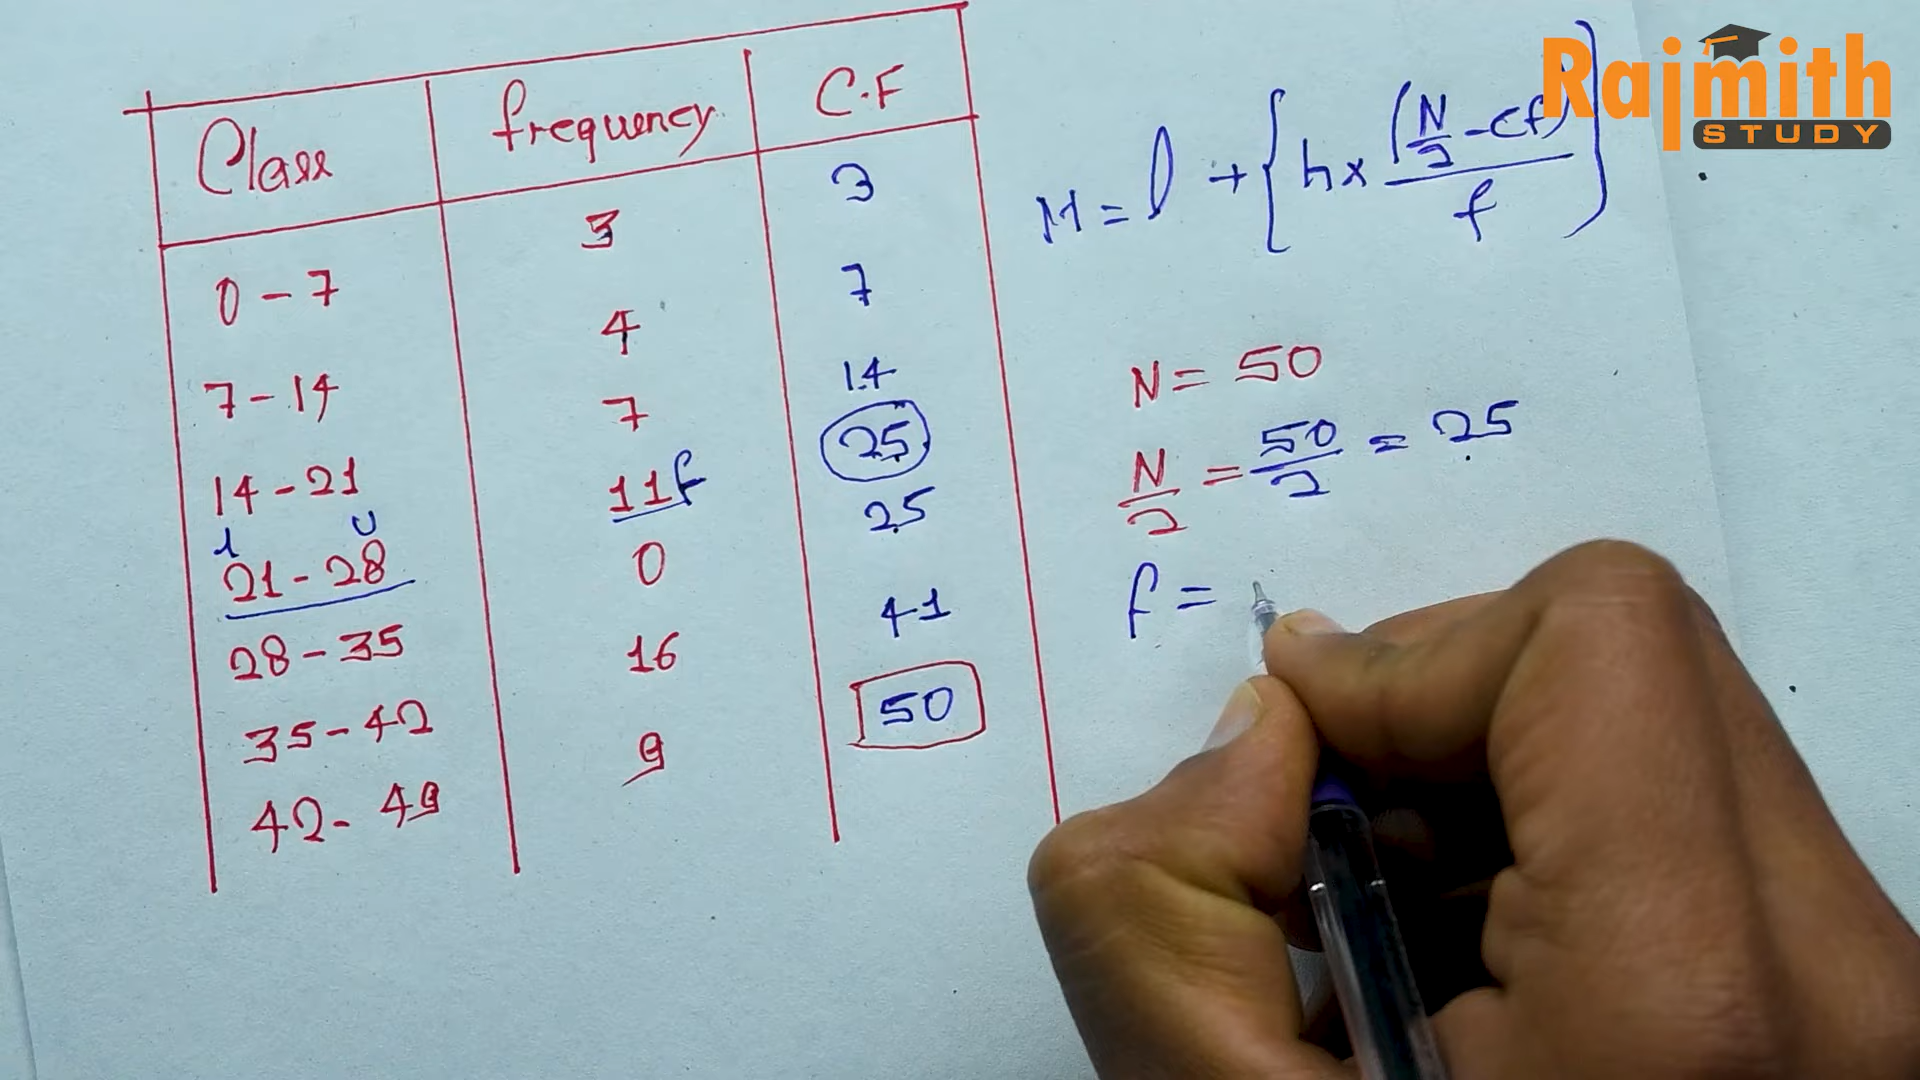 Rajmith
STUDY
Class frequency C.F
0 - 7 3 3
7 - 14 4 7
14 - 21 7 14
l u
21 - 28 11 f 25
28 - 35 0 25
35 - 42 16 41
42 - 49 9 50
M = l + { h × (N/2 - cf) / f }
N = 50
N/2 = 50/2 = 25
f =